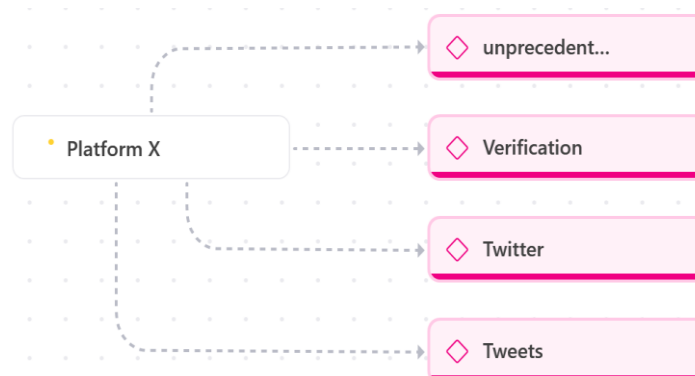 unprecedent...
Platform X
Verification
Twitter
Tweets